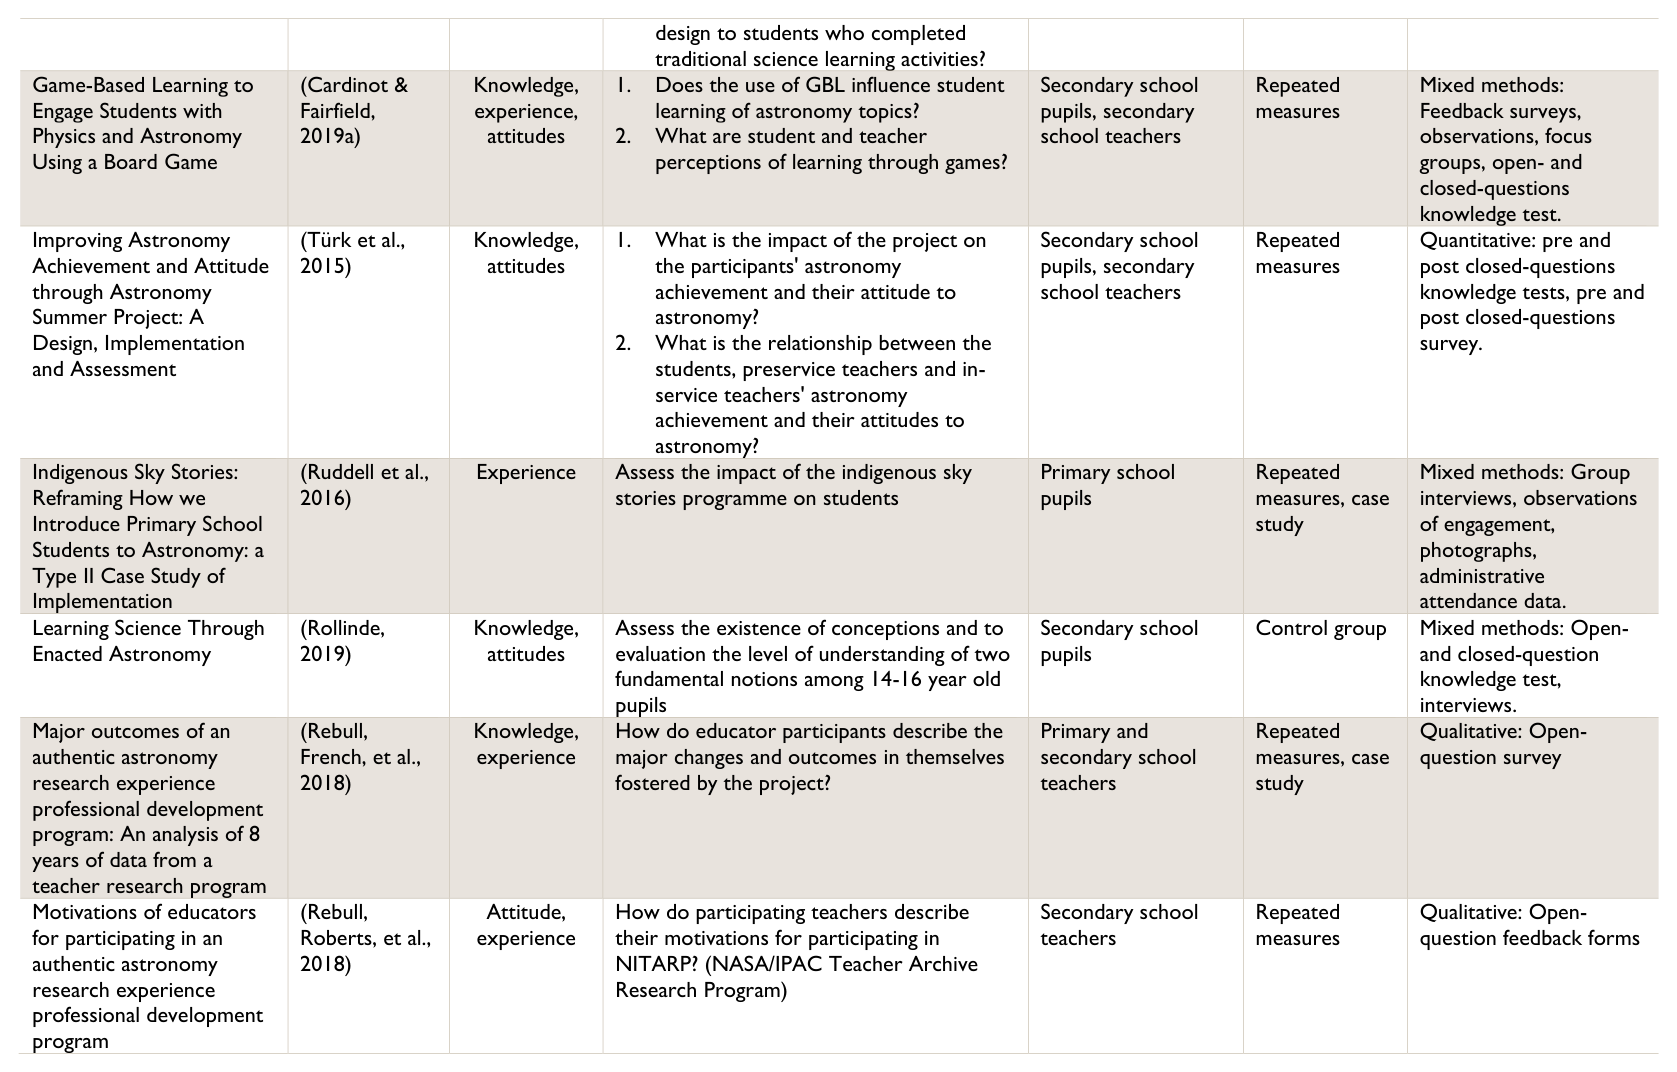 design to students who completed
traditional science learning activities?
Game-Based Learning to
Engage Students with
Physics and Astronomy
Using a Board Game
(Cardinot &
Fairfield,
2019a)
Knowledge,
experience,
attitudes
1. Does the use of GBL influence student
learning of astronomy topics?
2. What are student and teacher
perceptions of learning through games?
Secondary school
pupils, secondary
school teachers
Repeated
measures
Mixed methods:
Feedback surveys,
observations, focus
groups, open- and
closed-questions
knowledge test.
Improving Astronomy
Achievement and Attitude
through Astronomy
Summer Project: A
Design, Implementation
and Assessment
(Türk et al.,
2015)
Knowledge,
attitudes
1. What is the impact of the project on
the participants' astronomy
achievement and their attitude to
astronomy?
2. What is the relationship between the
students, preservice teachers and in-
service teachers' astronomy
achievement and their attitudes to
astronomy?
Secondary school
pupils, secondary
school teachers
Repeated
measures
Quantitative: pre and
post closed-questions
knowledge tests, pre and
post closed-questions
survey.
Indigenous Sky Stories:
Reframing How we
Introduce Primary School
Students to Astronomy: a
Type II Case Study of
Implementation
(Ruddell et al.,
2016)
Experience
Assess the impact of the indigenous sky
stories programme on students
Primary school
pupils
Repeated
measures, case
study
Mixed methods: Group
interviews, observations
of engagement,
photographs,
administrative
attendance data.
Learning Science Through
Enacted Astronomy
(Rollinde,
2019)
Knowledge,
attitudes
Assess the existence of conceptions and to
evaluation the level of understanding of two
fundamental notions among 14-16 year old
pupils
Secondary school
pupils
Control group
Mixed methods: Open-
and closed-question
knowledge test,
interviews.
Major outcomes of an
authentic astronomy
research experience
professional development
program: An analysis of 8
years of data from a
teacher research program
(Rebull,
French, et al.,
2018)
Knowledge,
experience
How do educator participants describe the
major changes and outcomes in themselves
fostered by the project?
Primary and
secondary school
teachers
Repeated
measures, case
study
Qualitative: Open-
question survey
Motivations of educators
for participating in an
authentic astronomy
research experience
professional development
program
(Rebull,
Roberts, et al.,
2018)
Attitude,
experience
How do participating teachers describe
their motivations for participating in
NITARP? (NASA/IPAC Teacher Archive
Research Program)
Secondary school
teachers
Repeated
measures
Qualitative: Open-
question feedback forms